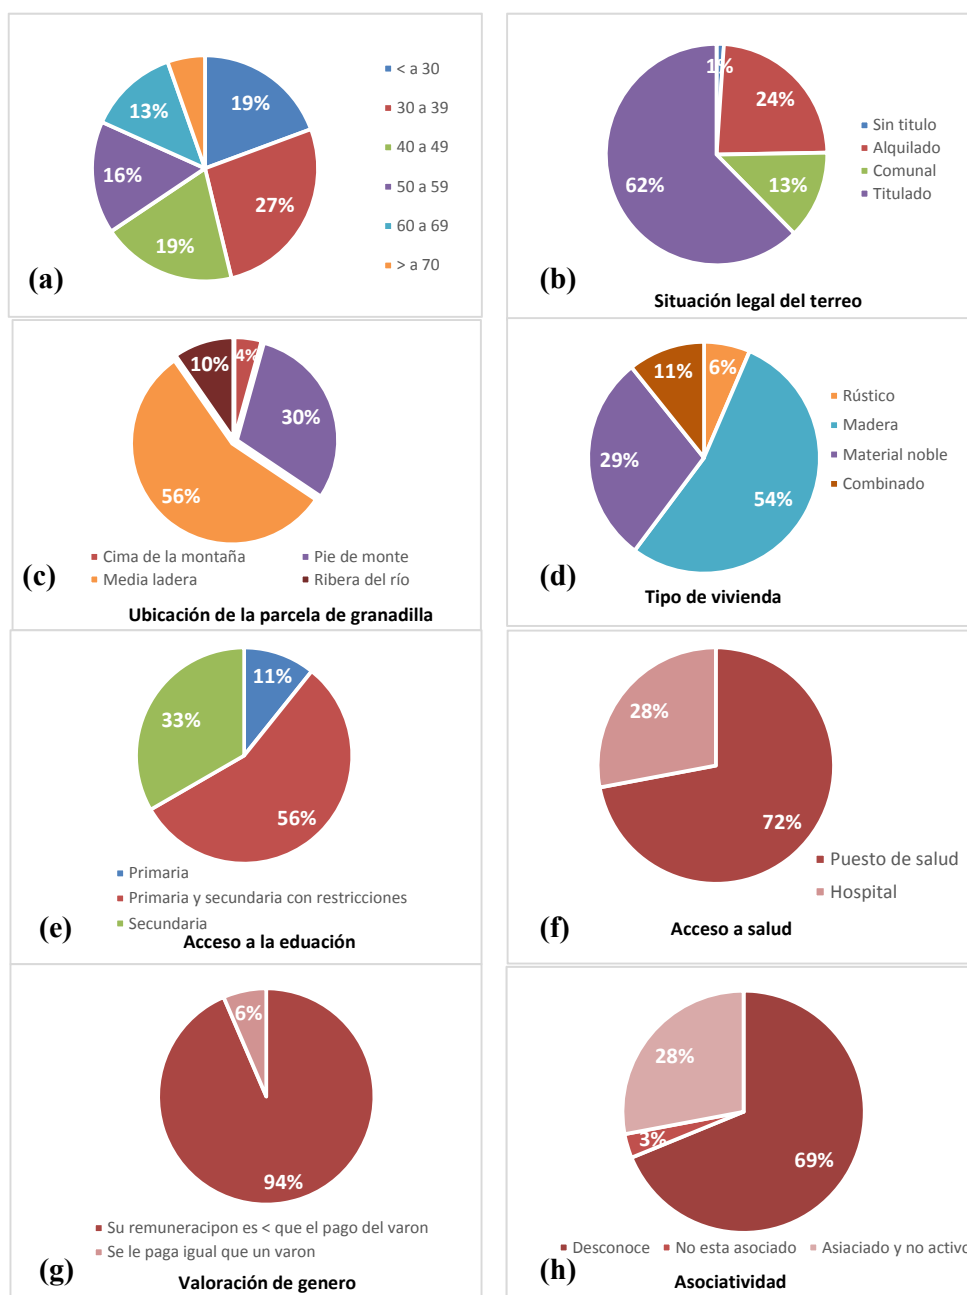 19%
27%
19%
16%
13%
< a 30
30 a 39
40 a 49
50 a 59
60 a 69
> a 70
(a)
1%
24%
13%
62%
Sin titulo
Alquilado
Comunal
Titulado
(b)
Situación legal del terreo
4%
30%
56%
10%
Cima de la montaña
Pie de monte
Media ladera
Ribera del río
(c)
Ubicación de la parcela de granadilla
6%
54%
29%
11%
Rústico
Madera
Material noble
Combinado
(d)
Tipo de vivienda
11%
56%
33%
Primaria
Primaria y secundaria con restricciones
Secundaria
(e)
Acceso a la eduación
28%
72%
Puesto de salud
Hospital
(f)
Acceso a salud
6%
94%
Su remuneracipon es < que el pago del varon
Se le paga igual que un varon
(g)
Valoración de genero
28%
3%
69%
Desconoce
No esta asociado
Asiaciado y no activo
(h)
Asociatividad